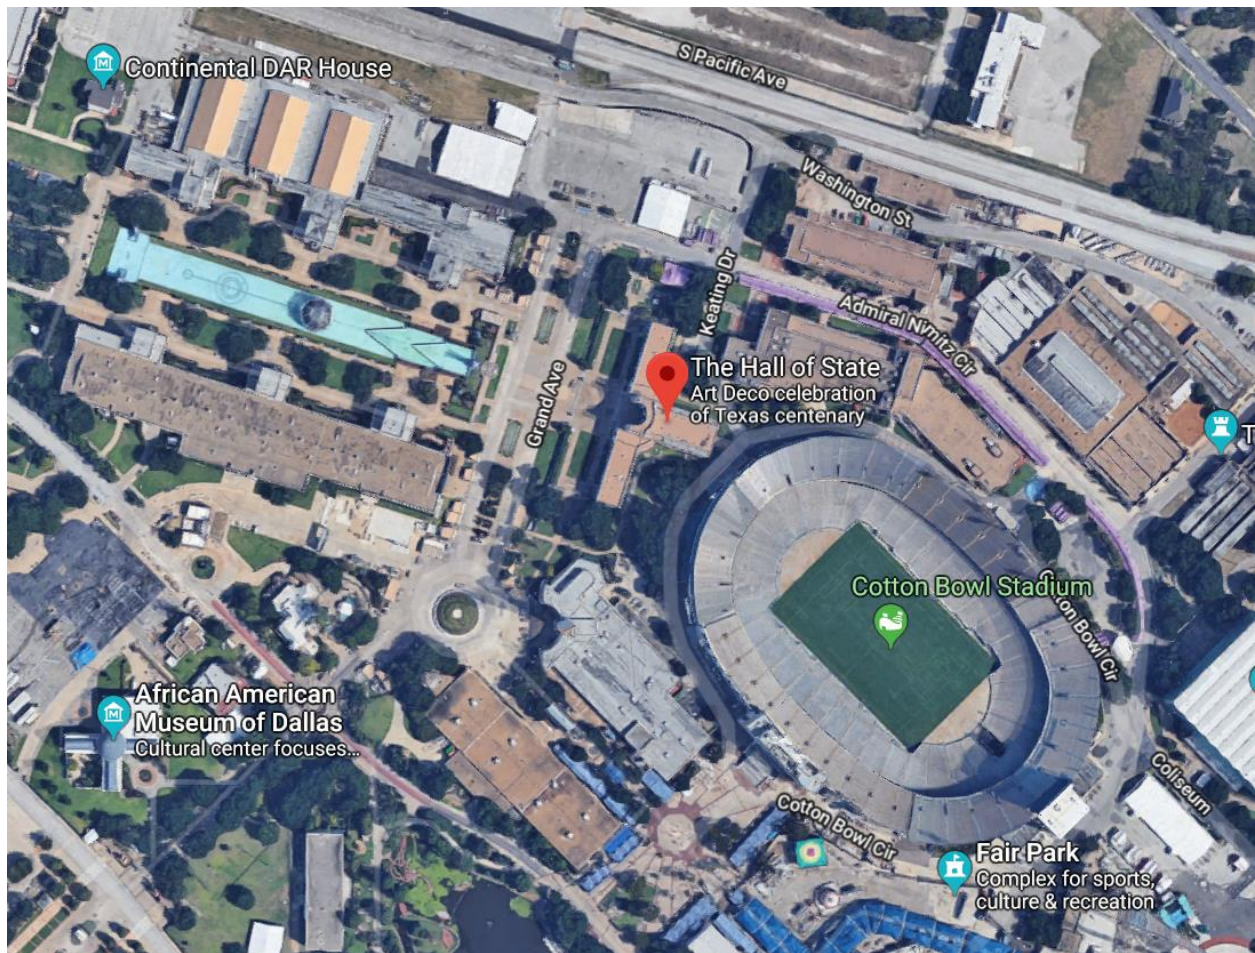 S Pacific Ave
Continental DAR House
Washington St
Keating Dr
Admiral Nimitz Cir
The Hall of State
Art Deco celebration
of Texas centenary
Grand Ave
T
Cotton Bowl Stadium
Cotton Bowl Cir
African American
Museum of Dallas
Cultural center focuses...
Coliseum
Cotton Bowl Cir
Fair Park
Complex for sports,
culture & recreation